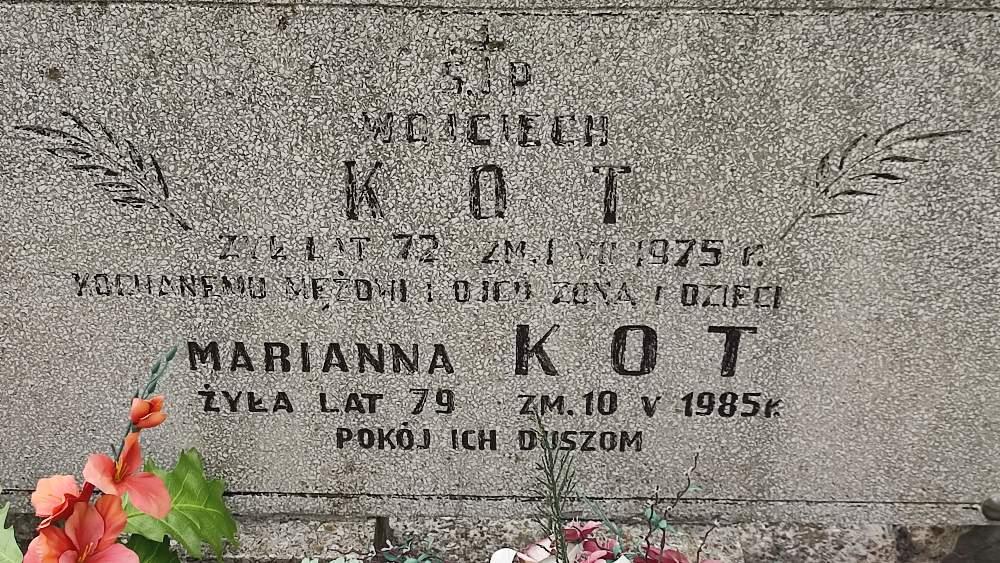 Ś.J P
WOJCIECH
KOT
ŻYŁ LAT 72 ZM. 1 VII 1975 R.
KOCHANEMU MĘŻOWI I OJCU ŻONA I DZIECI
MARIANNA KOT
ŻYŁA LAT 79 ZM. 10 V 1985 R
POKÓJ ICH DUSZOM